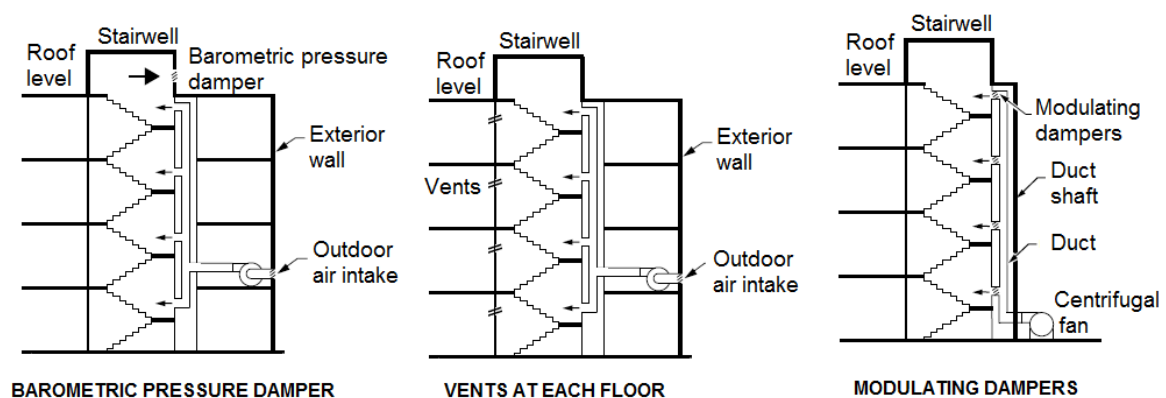 Stairwell
Roof
level
Barometric pressure
damper
Exterior
wall
Outdoor
air intake
BAROMETRIC PRESSURE DAMPER
Stairwell
Roof
level
Vents
Exterior
wall
Outdoor
air intake
VENTS AT EACH FLOOR
Stairwell
Roof
level
Modulating
dampers
Duct
shaft
Duct
Centrifugal
fan
MODULATING DAMPERS